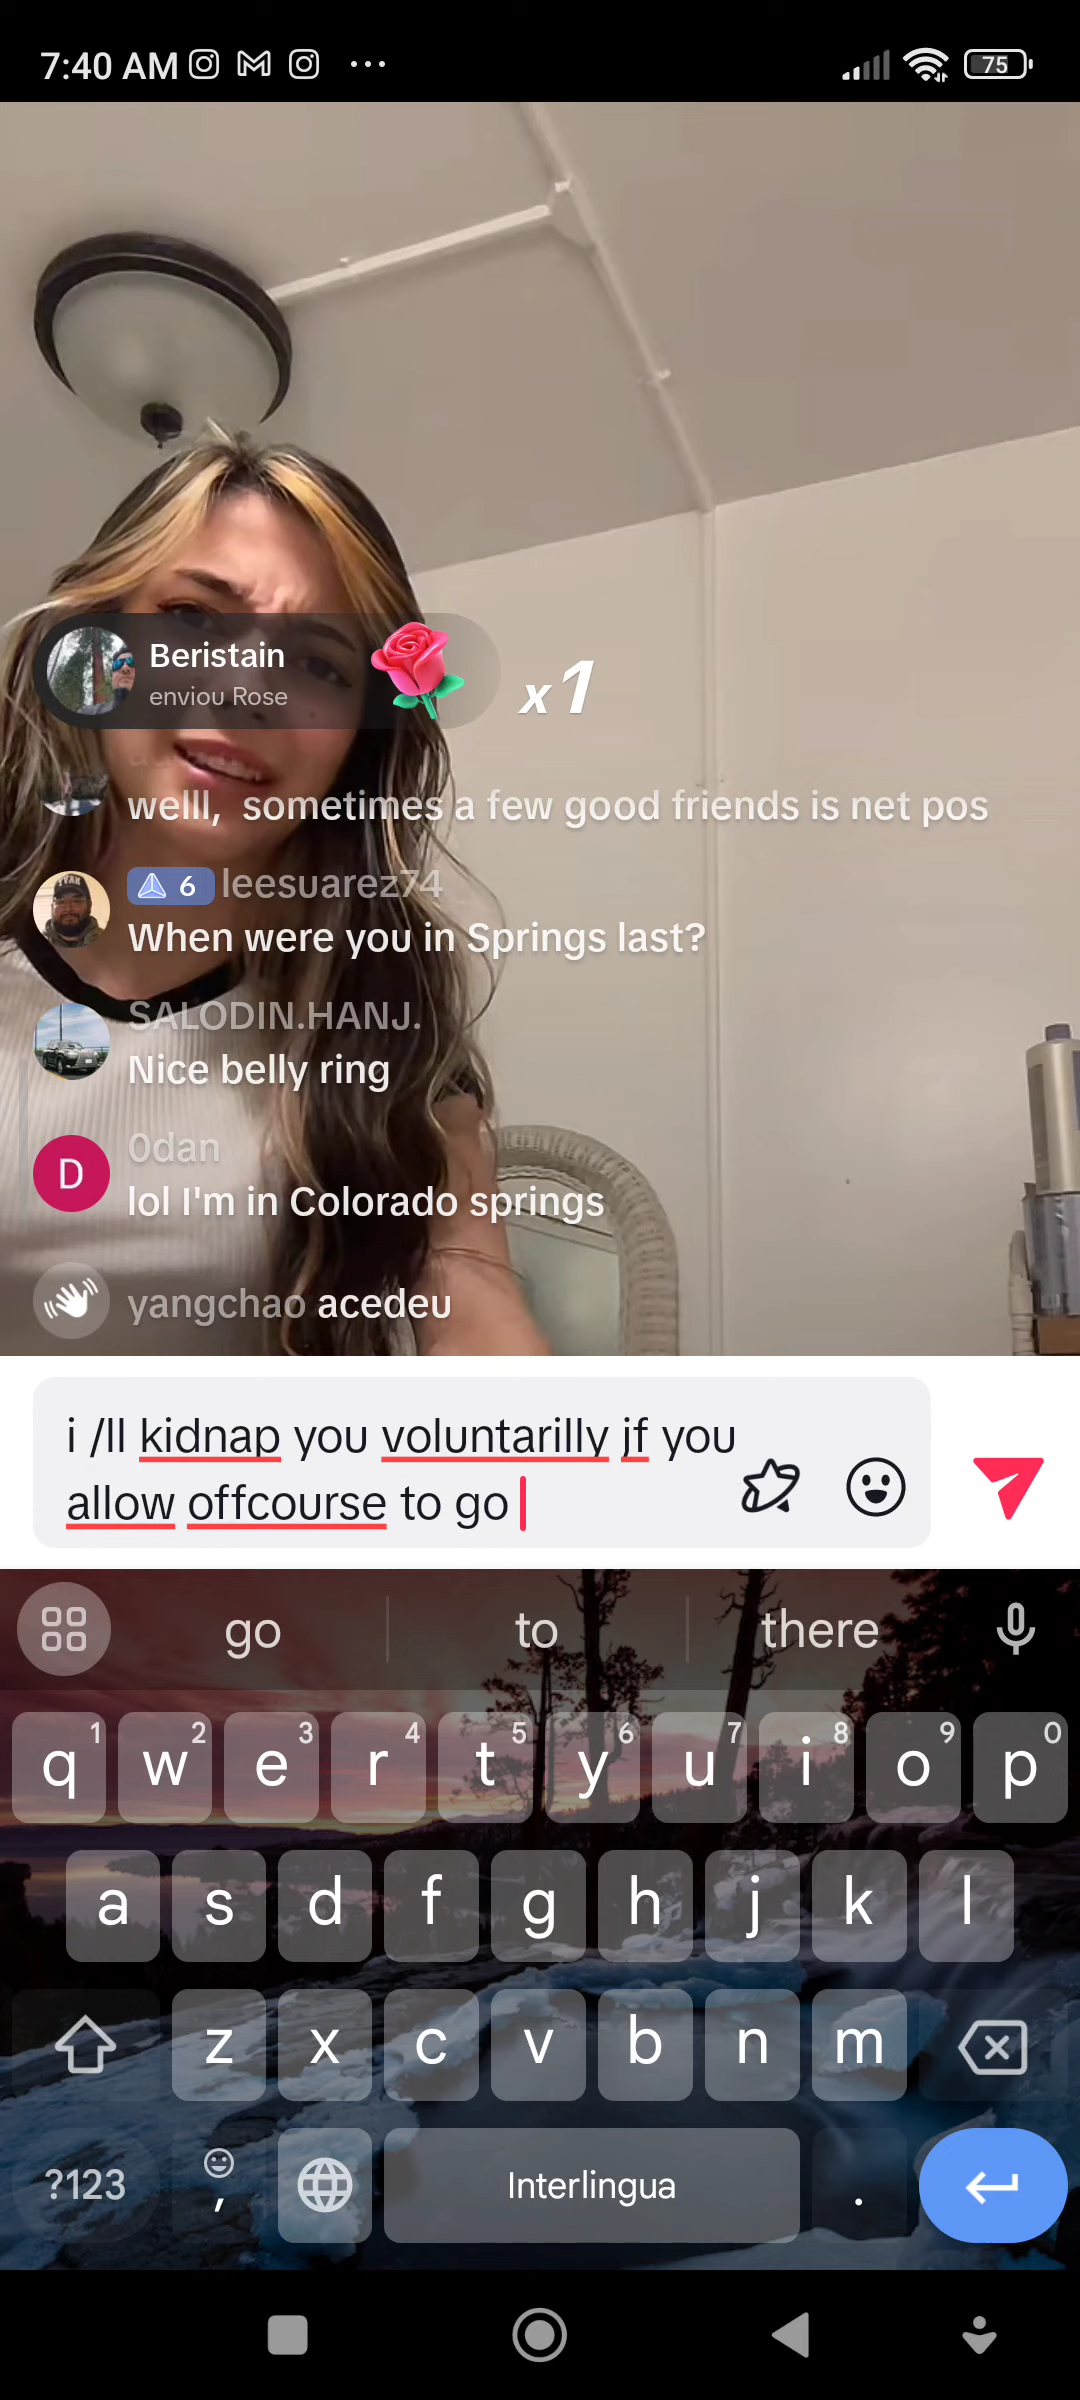 7:40 AM
75
Beristain
enviou Rose
x1
welll, sometimes a few good friends is net pos
6 leesuarez74
When were you in Springs last?
SALODIN.HANJ.
Nice belly ring
D
0dan
lol I'm in Colorado springs
yangchao acedeu
i /ll kidnap you voluntarilly jf you
allow offcourse to go
go to there
1 2 3 4 5 6 7 8 9 0
q w e r t y u i o p
a s d f g h j k l
z x c v b n m
?123 , Interlingua .